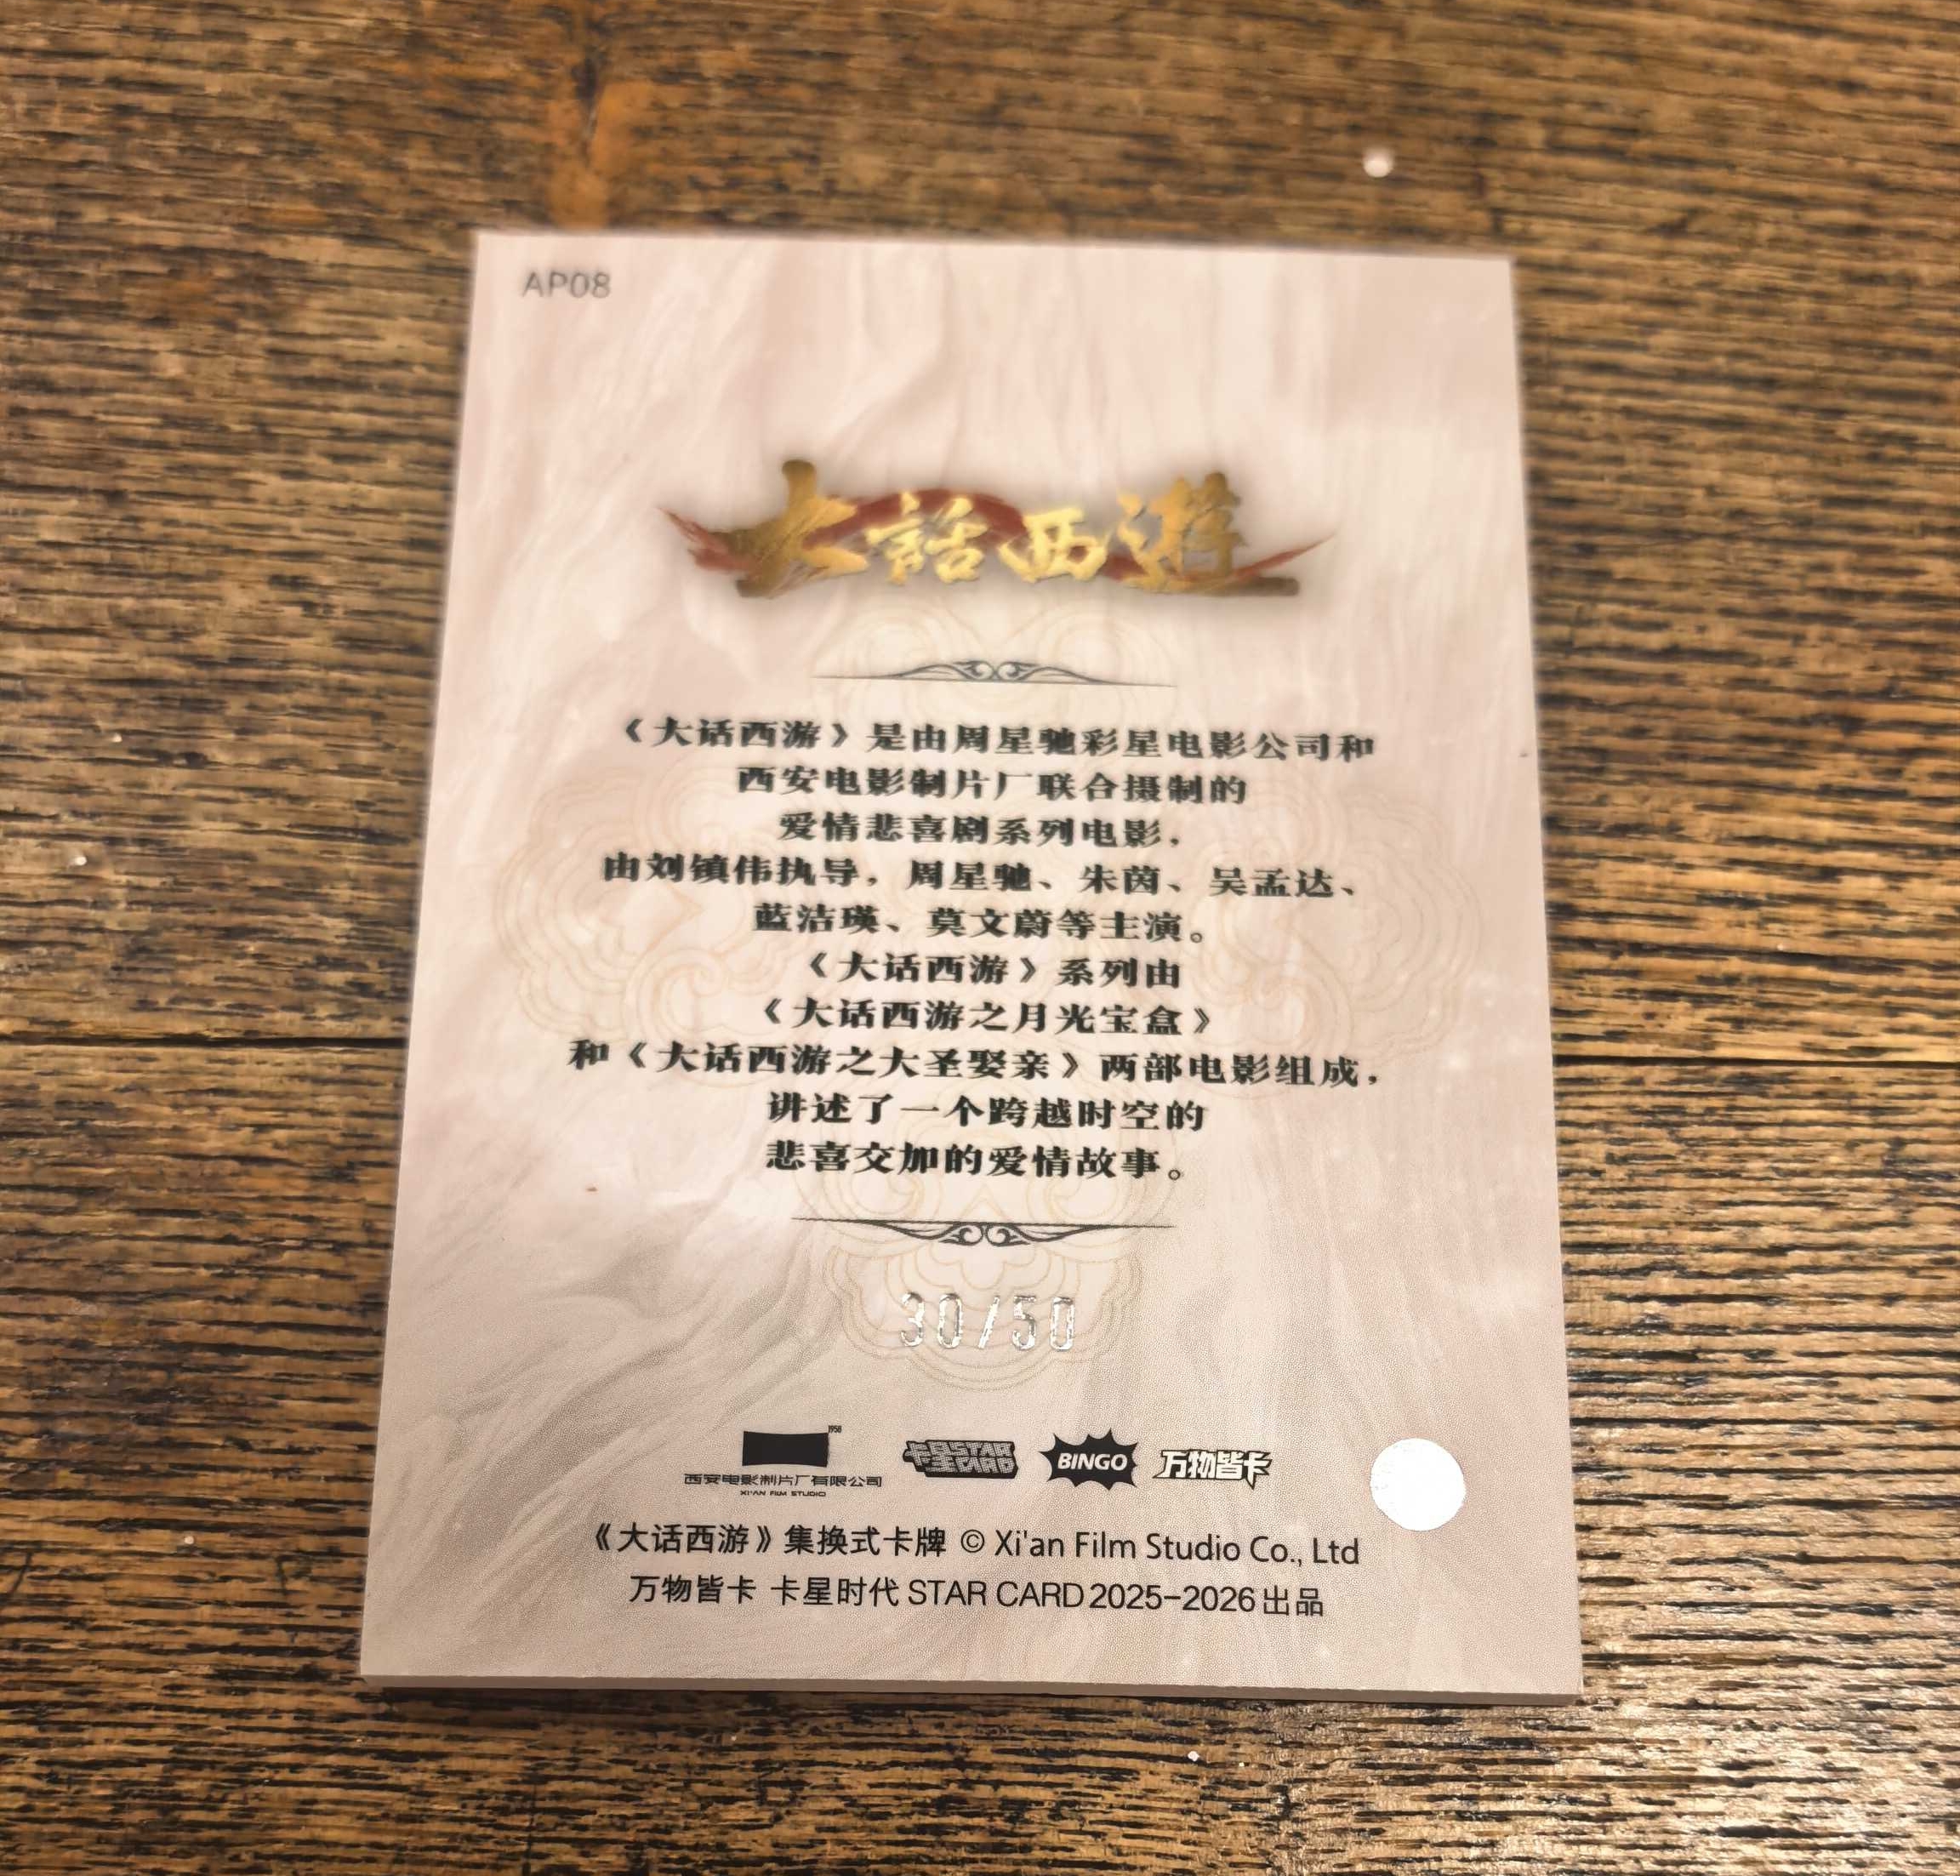 AP08
大話西遊
《大话西游》是由周星驰彩星电影公司和
西安电影制片厂联合摄制的
爱情悲喜剧系列电影，
由刘镇伟执导，周星驰、朱茵、吴孟达、
蓝洁瑛、莫文蔚等主演。
《大话西游》系列由
《大话西游之月光宝盒》
和《大话西游之大圣娶亲》两部电影组成，
讲述了一个跨越时空的
悲喜交加的爱情故事。
30/50
1958
西安电影制片厂有限公司
XI'AN FILM STUDIO
卡星STAR CARD
BINGO
万物皆卡
《大话西游》集换式卡牌 © Xi'an Film Studio Co., Ltd
万物皆卡 卡星时代 STAR CARD 2025-2026 出品